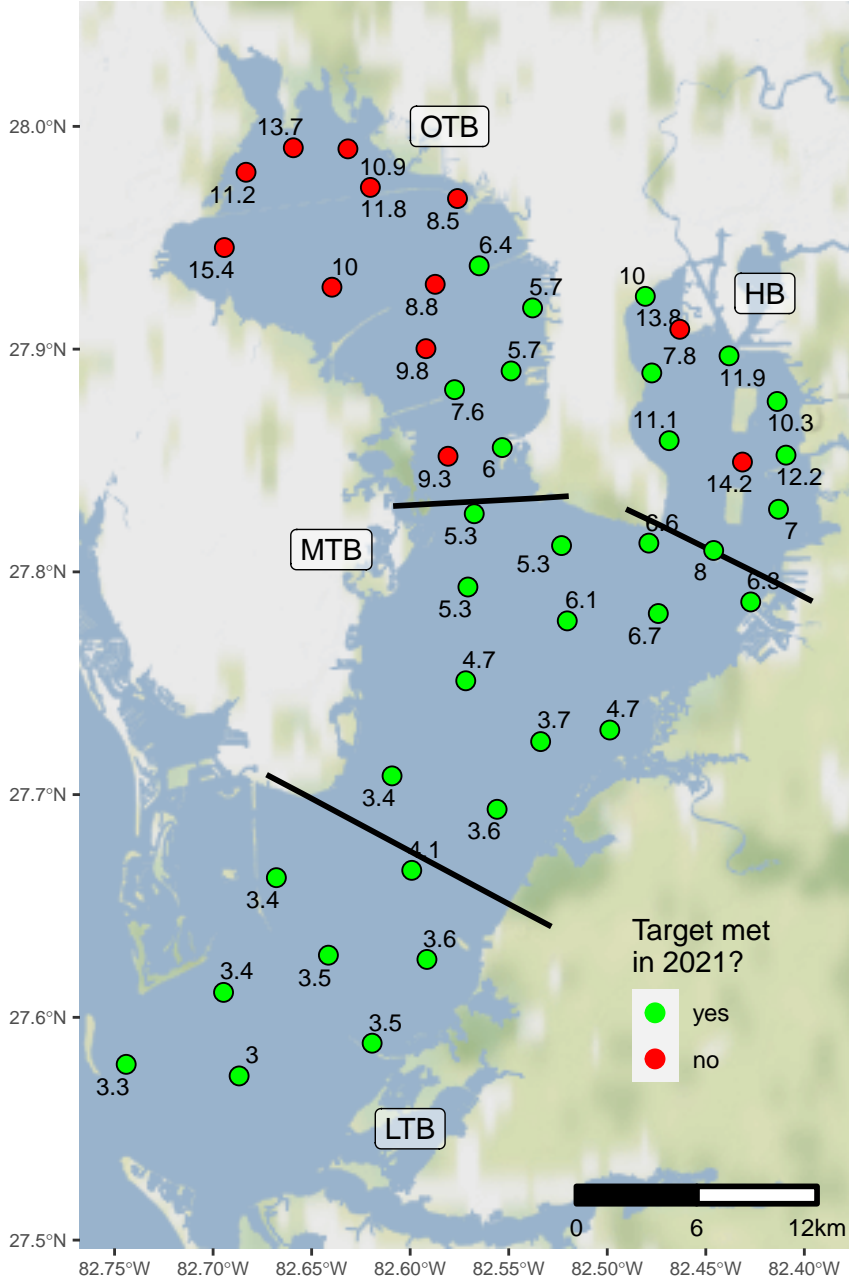 28.0°N
27.9°N
27.8°N
27.7°N
27.6°N
27.5°N
OTB
13.7
10.9
11.2
11.8
8.5
15.4
10
6.4
8.8
5.7
9.8
5.7
7.6
9.3
6
HB
10
13.8
7.8
11.9
10.3
11.1
14.2
12.2
7
MTB
5.3
5.3
6.6
8
6.3
5.3
6.1
6.7
4.7
3.7
4.7
3.4
3.6
4.1
3.4
3.6
3.5
3.4
3.5
3.3
3
LTB
Target met
in 2021?
yes
no
0 6 12km
82.75°W 82.70°W 82.65°W 82.60°W 82.55°W 82.50°W 82.45°W 82.40°W